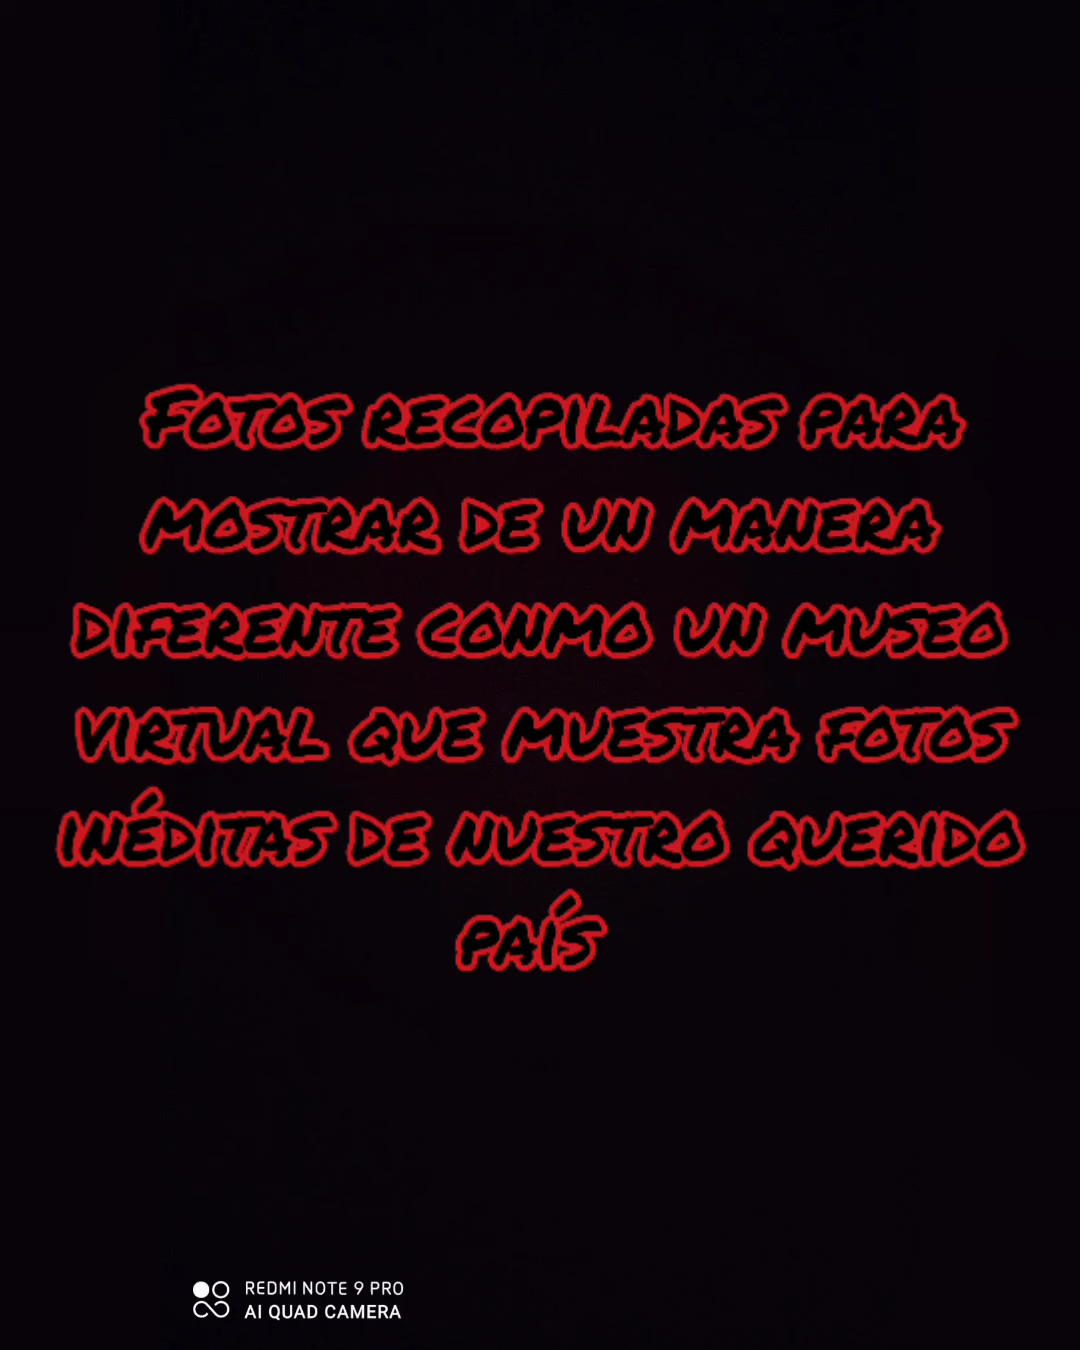 Fotos recopiladas para
mostrar de un manera
diferente conmo un museo
virtual que muestra fotos
inéditas de nuestro querido
país
REDMI NOTE 9 PRO
AI QUAD CAMERA